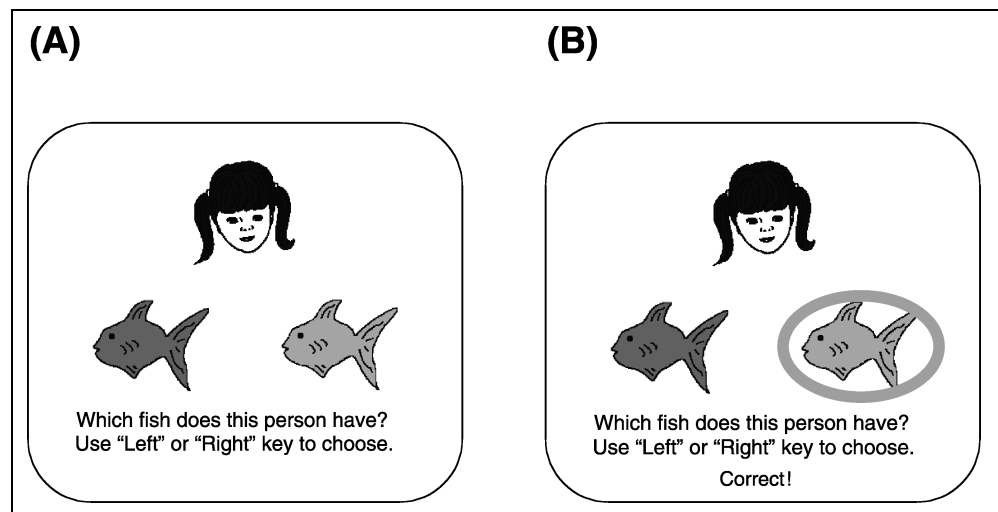 (A)
Which fish does this person have?
Use “Left” or “Right” key to choose.
(B)
Which fish does this person have?
Use “Left” or “Right” key to choose.
Correct!